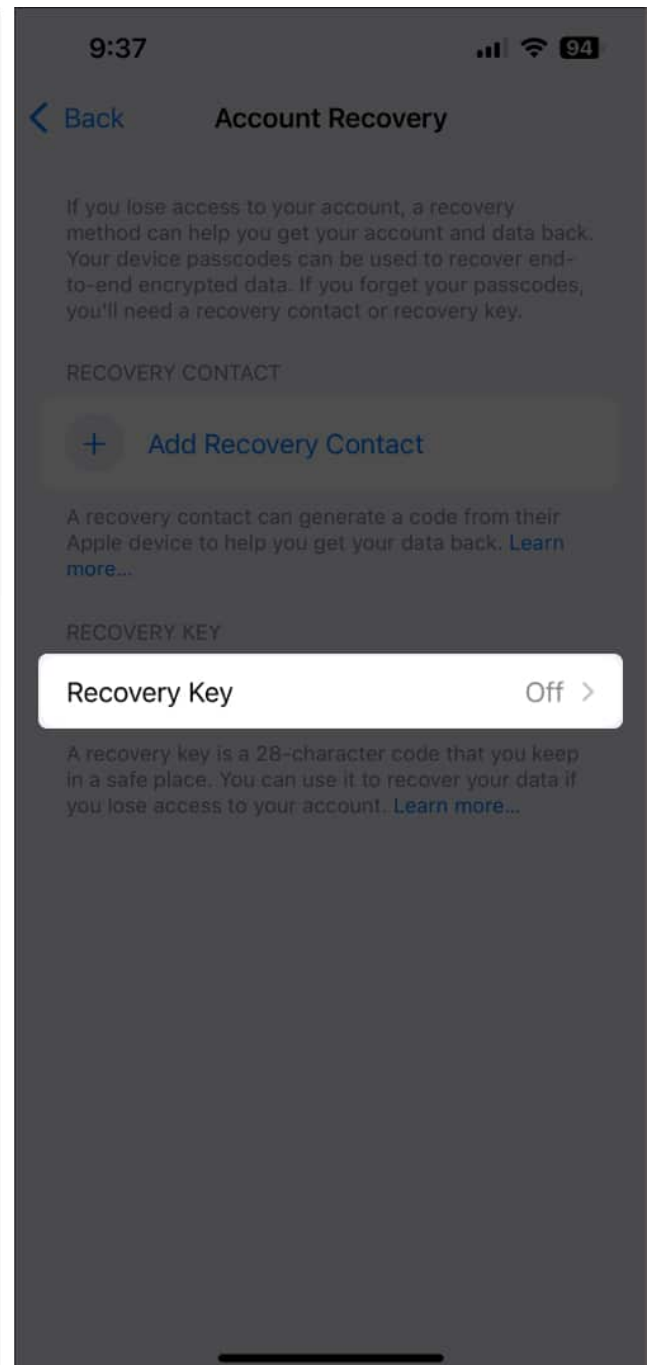 9:37
94
Back
Account Recovery
If you lose access to your account, a recovery
method can help you get your account and data back.
Your device passcodes can be used to recover end-
to-end encrypted data. If you forget your passcodes,
you'll need a recovery contact or recovery key.
RECOVERY CONTACT
+ Add Recovery Contact
A recovery contact can generate a code from their
Apple device to help you get your data back. Learn
more...
RECOVERY KEY
Recovery Key
Off
A recovery key is a 28-character code that you keep
in a safe place. You can use it to recover your data if
you lose access to your account. Learn more...